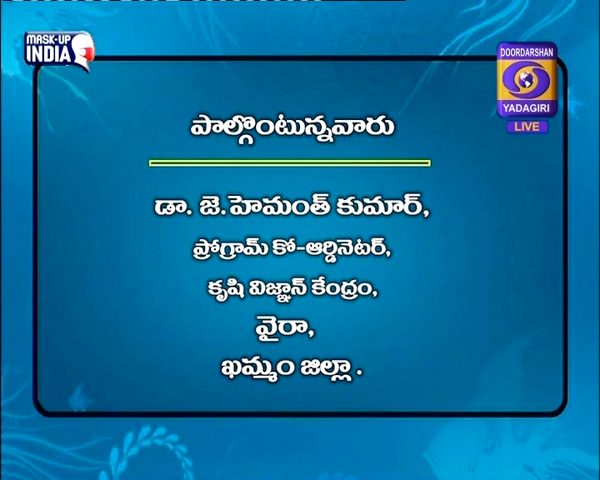 MASK-UP
INDIA
DOORDARSHAN
YADAGIRI
LIVE
పాల్గొంటున్నవారు
డా. జె.హెమంత్ కుమార్,
ప్రోగ్రామ్ కో-ఆర్డినెటర్,
కృషి విజ్ఞాన్ కేంద్రం,
వైరా,
ఖమ్మం జిల్లా.